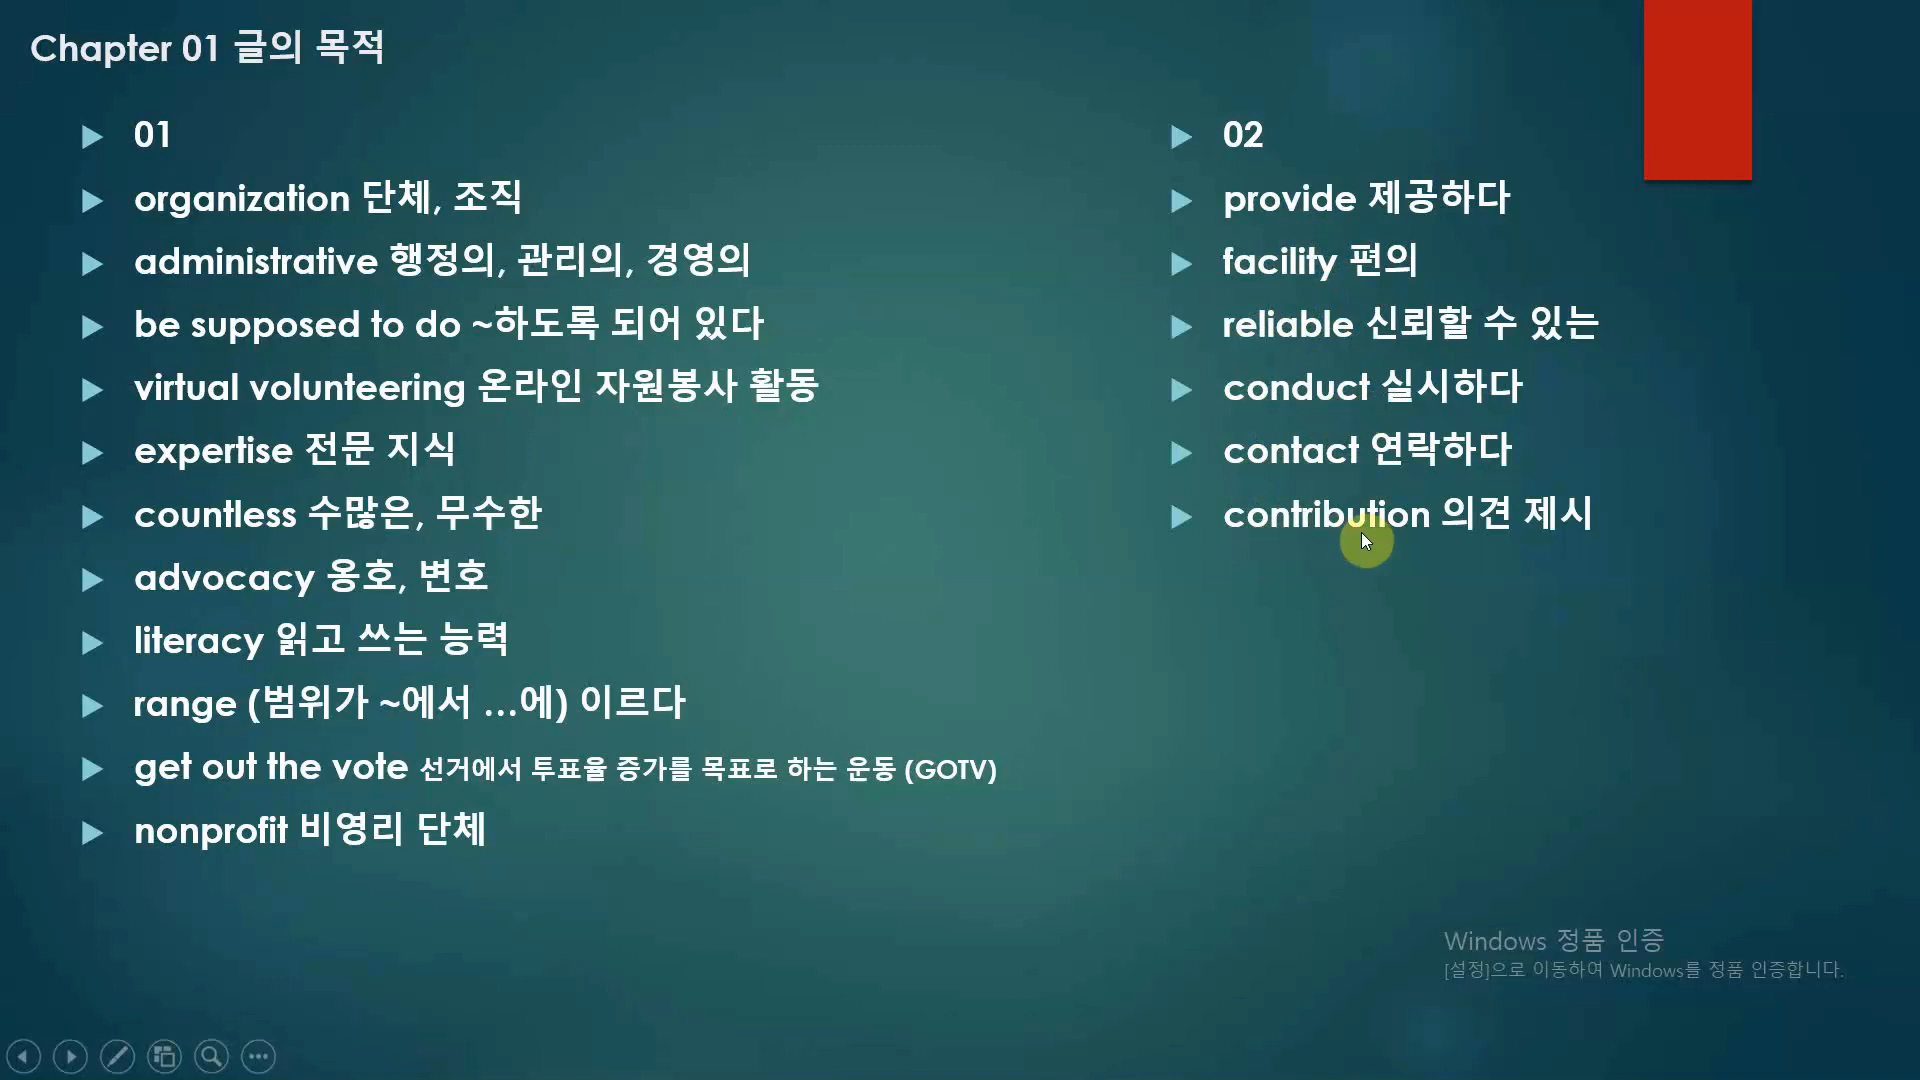 Chapter 01 글의 목적
01
organization 단체, 조직
administrative 행정의, 관리의, 경영의
be supposed to do ~하도록 되어 있다
virtual volunteering 온라인 자원봉사 활동
expertise 전문 지식
countless 수많은, 무수한
advocacy 옹호, 변호
literacy 읽고 쓰는 능력
range (범위가 ~에서 …에) 이르다
get out the vote 선거에서 투표율 증가를 목표로 하는 운동 (GOTV)
nonprofit 비영리 단체
02
provide 제공하다
facility 편의
reliable 신뢰할 수 있는
conduct 실시하다
contact 연락하다
contribution 의견 제시
Windows 정품 인증
[설정]으로 이동하여 Windows를 정품 인증합니다.